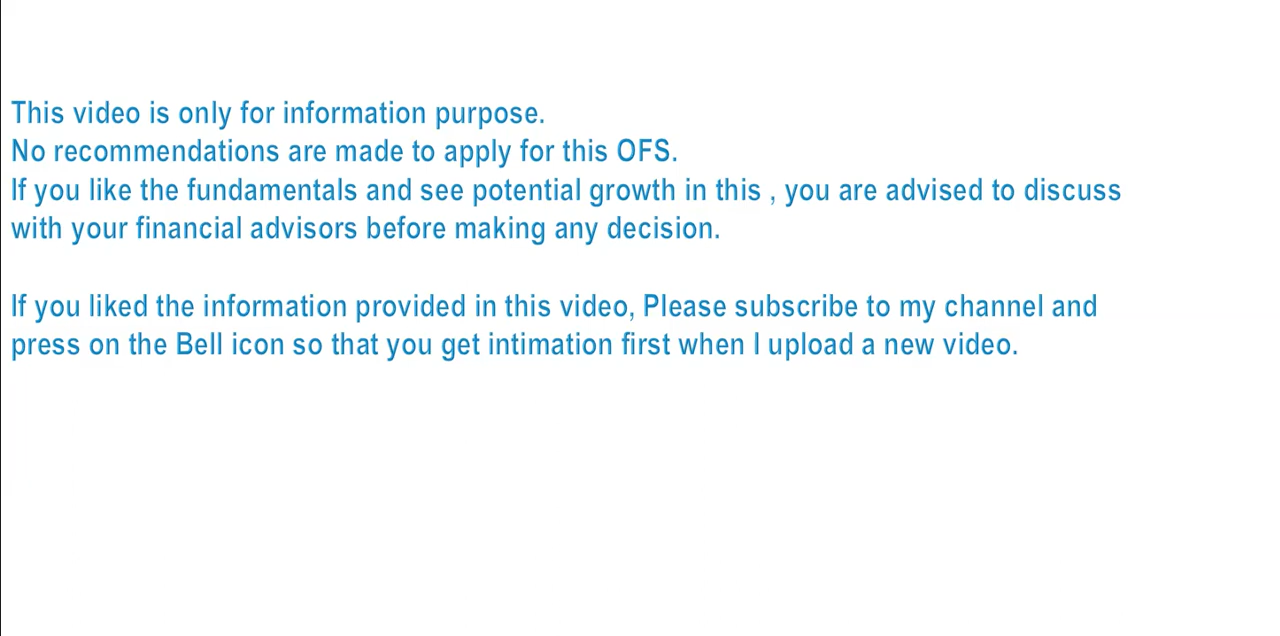 This video is only for information purpose.
No recommendations are made to apply for this OFS.
If you like the fundamentals and see potential growth in this , you are advised to discuss
with your financial advisors before making any decision.
If you liked the information provided in this video, Please subscribe to my channel and
press on the Bell icon so that you get intimation first when I upload a new video.